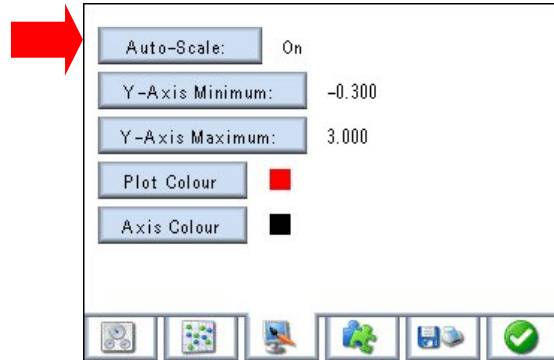 Auto-Scale: On
Y-Axis Minimum: -0.300
Y-Axis Maximum: 3.000
Plot Colour
Axis Colour